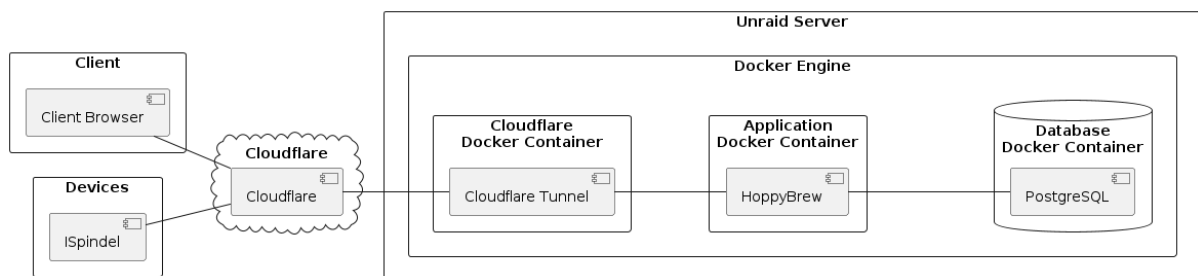 Unraid Server
Docker Engine
Client
Client Browser
Devices
ISpindel
Cloudflare
Cloudflare
Cloudflare
Docker Container
Cloudflare Tunnel
Application
Docker Container
HoppyBrew
Database
Docker Container
PostgreSQL